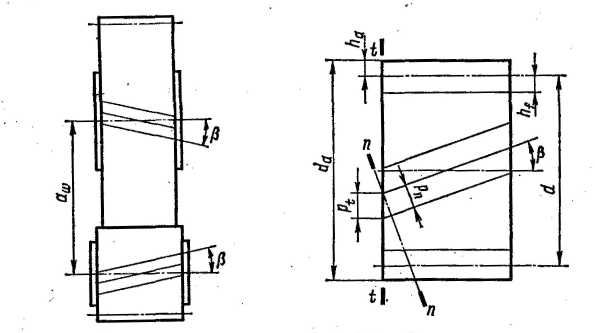 β
a_w
β
t
h_a
h_f
n
d_a
p_t
p_n
β
d
t
n